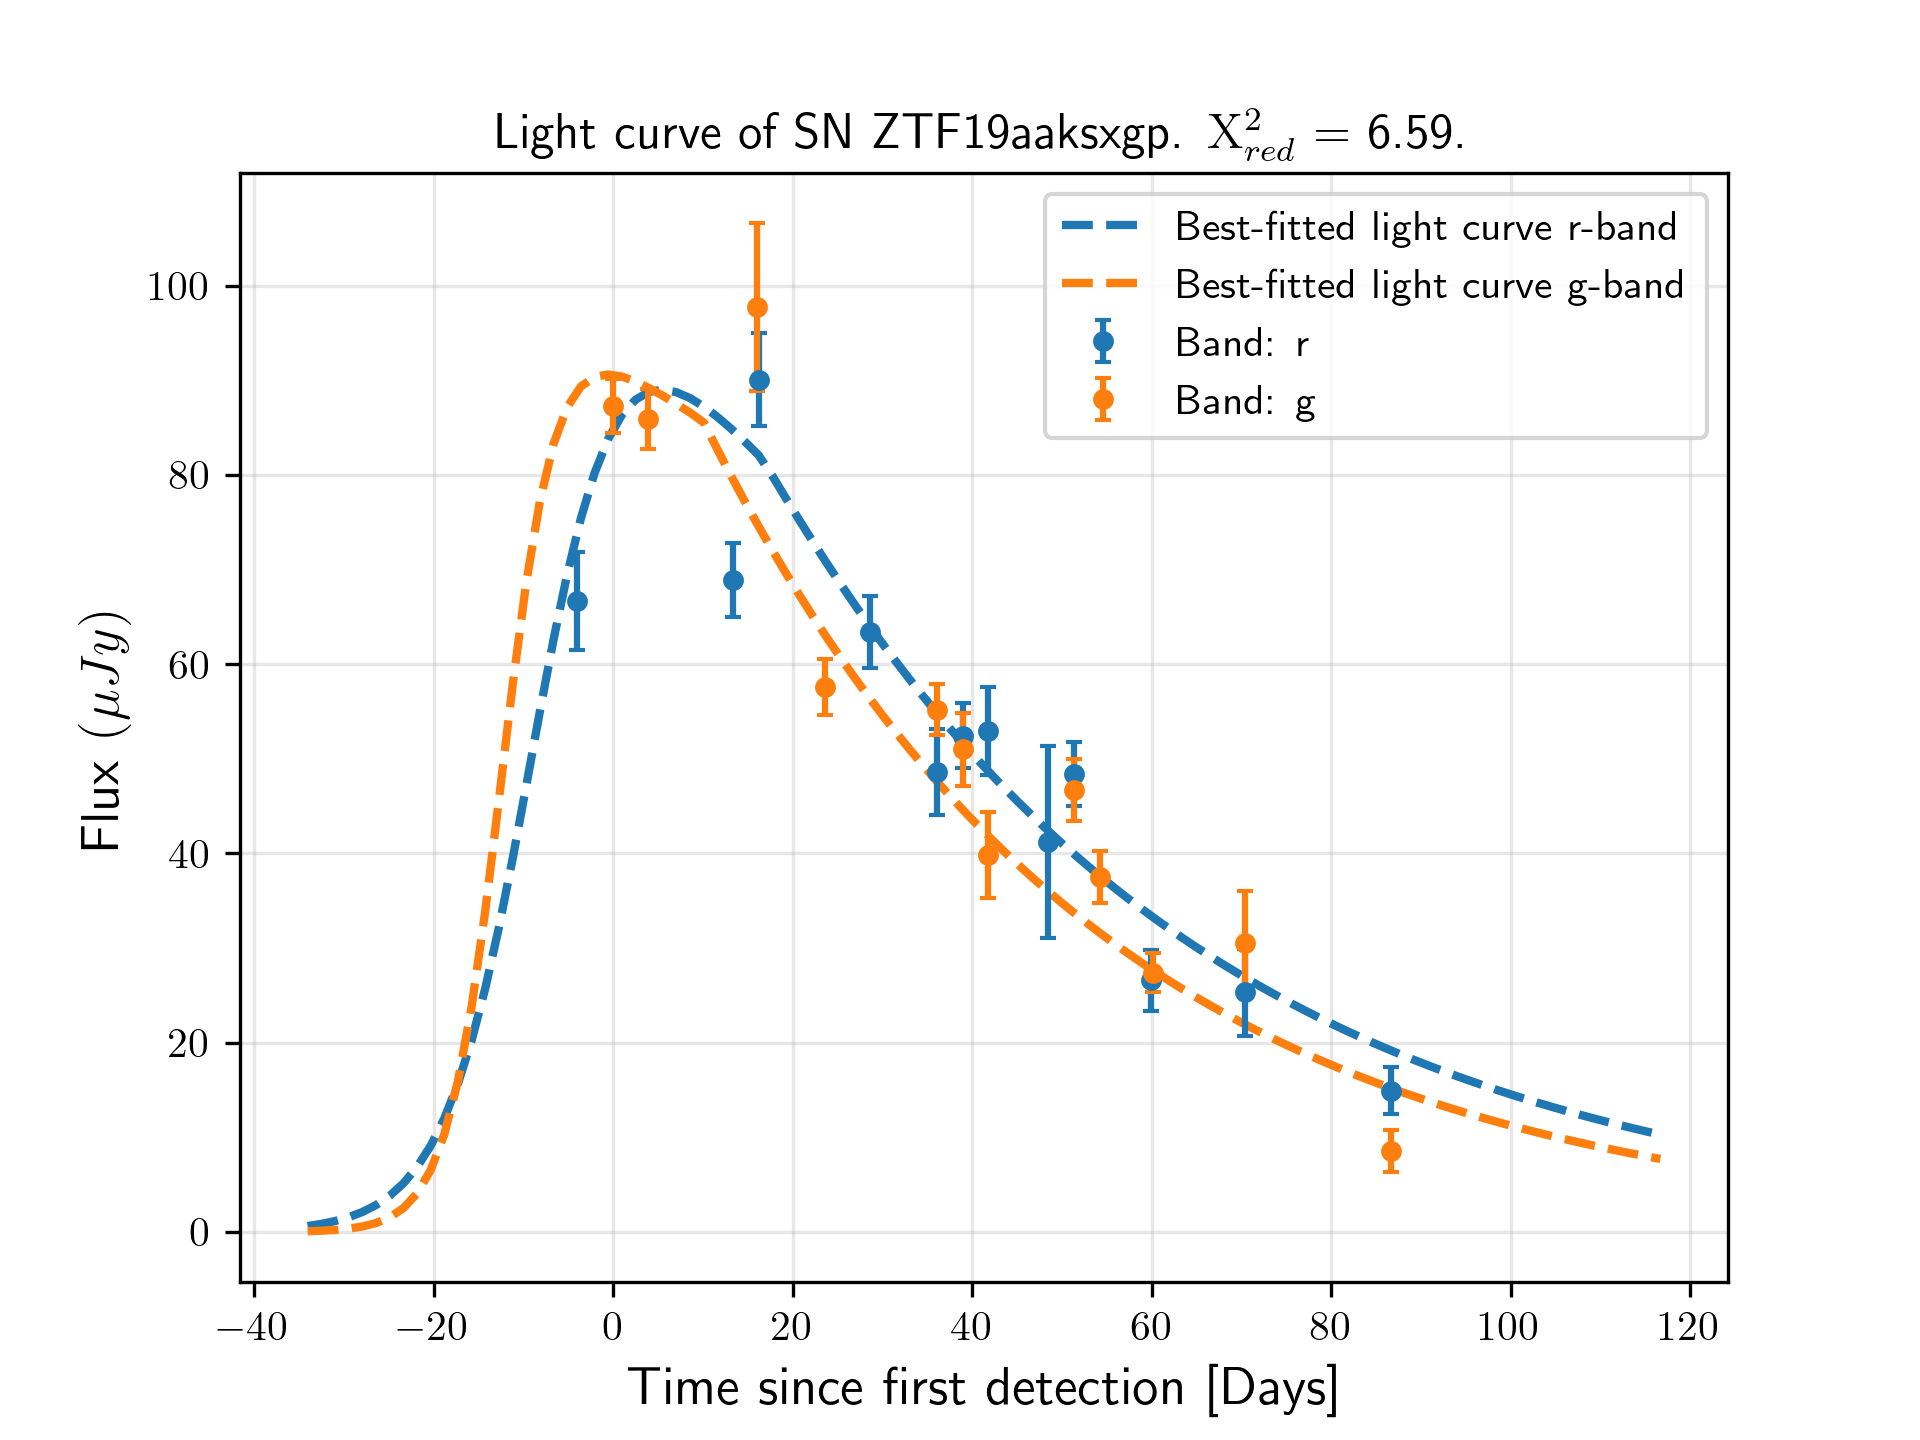 Light curve of SN ZTF19aaksxgp. X²_red = 6.59.
Best-fitted light curve r-band
Best-fitted light curve g-band
Band: r
Band: g
100
80
60
40
20
0
Flux (μJy)
−40 −20 0 20 40 60 80 100 120
Time since first detection [Days]